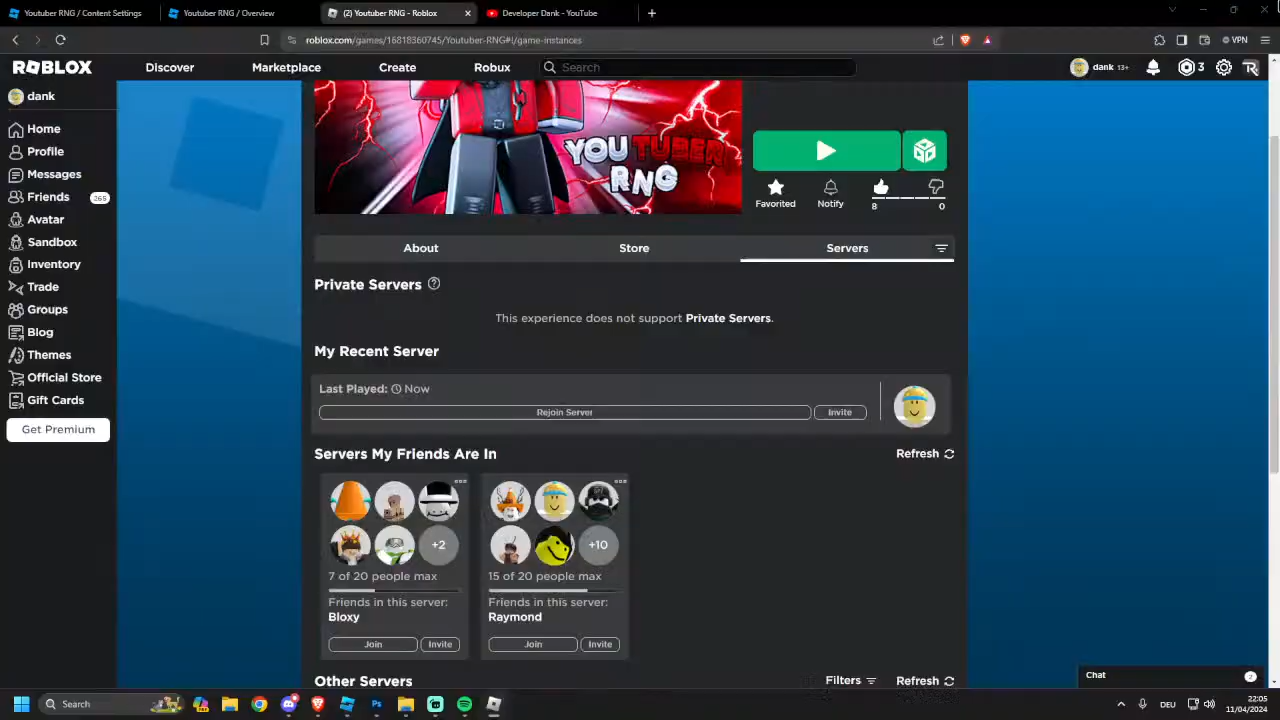 Youtuber RNG / Content Settings
Youtuber RNG / Overview
(2) Youtuber RNG - Roblox
Developer Dank - YouTube
roblox.com/games/16818360745/Youtuber-RNG#!/game-instances
VPN
ROBLOX
Discover
Marketplace
Create
Robux
Search
dank 13+
3
dank
Home
Profile
Messages
Friends 265
Avatar
Sandbox
Inventory
Trade
Groups
Blog
Themes
Official Store
Gift Cards
Get Premium
YOUTUBER
RNG
Favorited
Notify
8
0
About
Store
Servers
Private Servers
This experience does not support Private Servers.
My Recent Server
Last Played: Now
Rejoin Server
Invite
Servers My Friends Are In
Refresh
+2
7 of 20 people max
Friends in this server:
Bloxy
Join
Invite
+10
15 of 20 people max
Friends in this server:
Raymond
Join
Invite
Other Servers
Filters
Refresh
Chat
2
Search
DEU
22:05
11/04/2024